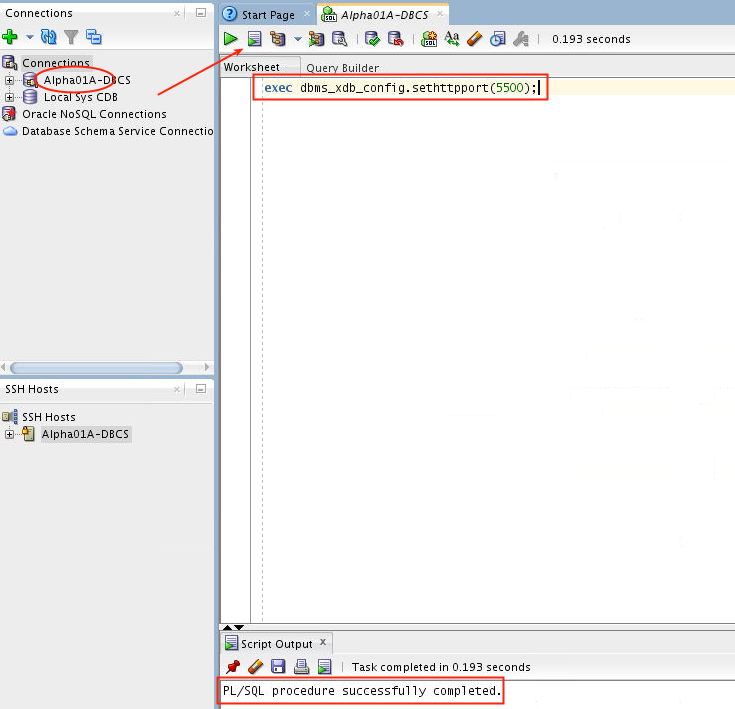 Connections
Connections
Alpha01A-DBCS
Local Sys CDB
Oracle NoSQL Connections
Database Schema Service Connectio
SSH Hosts
SSH Hosts
Alpha01A-DBCS
Start Page
Alpha01A-DBCS
SQL
0.193 seconds
Worksheet
Query Builder
exec dbms_xdb_config.sethttpport(5500);
Script Output
Task completed in 0.193 seconds
PL/SQL procedure successfully completed.